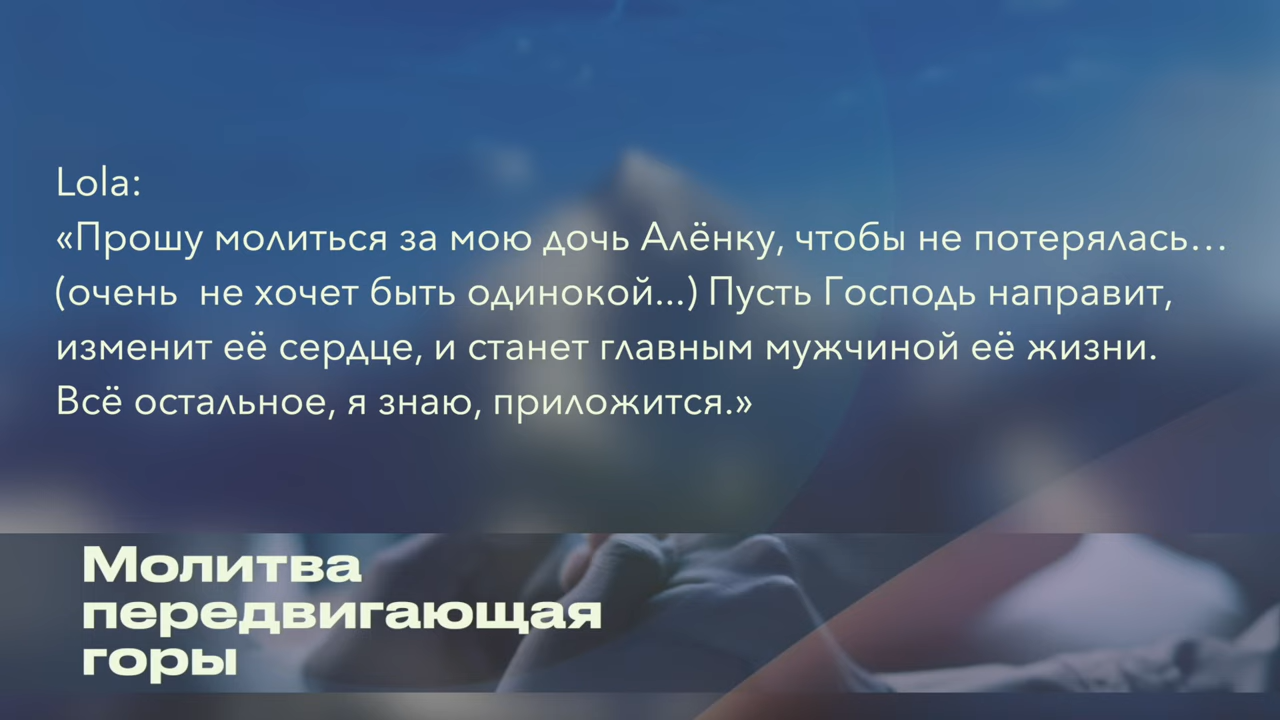 Lola:
«Прошу молиться за мою дочь Алёнку, чтобы не потерялась...
(очень  не хочет быть одинокой...) Пусть Господь направит,
изменит её сердце, и станет главным мужчиной её жизни.
Всё остальное, я знаю, приложится.»
Молитва
передвигающая
горы